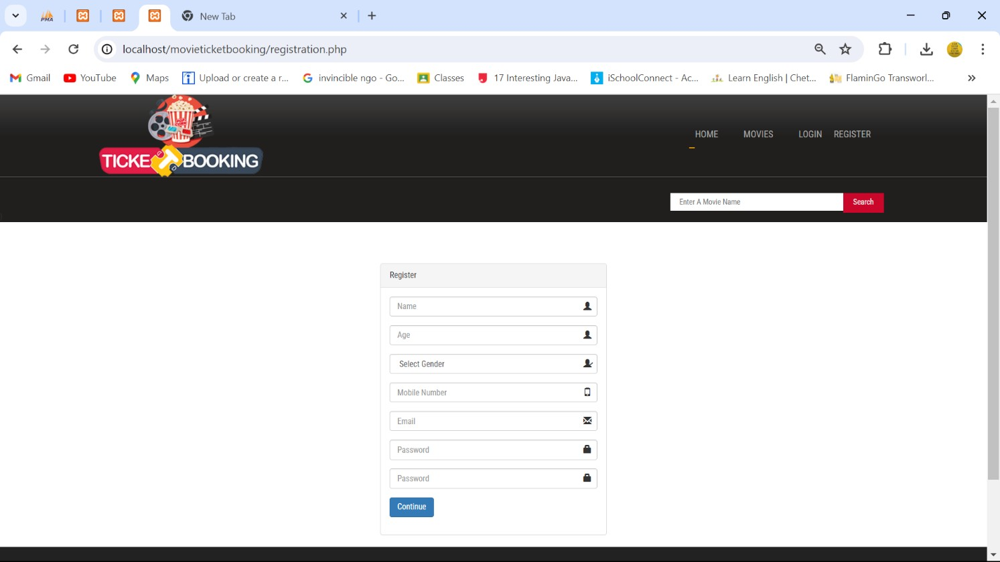 PMA
New Tab
localhost/movieticketbooking/registration.php
Gmail
YouTube
Maps
Upload or create a r...
invincible ngo - Go...
Classes
17 Interesting Java...
iSchoolConnect - Ac...
Learn English | Chet...
FlaminGo Transworl...
»
TICKETBOOKING
HOME
MOVIES
LOGIN
REGISTER
Enter A Movie Name
Search
Register
Name
Age
Select Gender
Mobile Number
Email
Password
Password
Continue